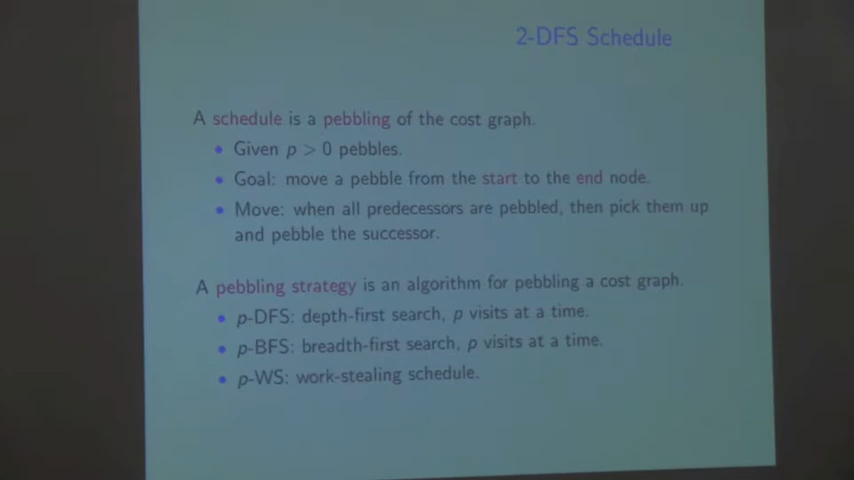 2-DFS Schedule
A schedule is a pebbling of the cost graph.
• Given p > 0 pebbles.
• Goal: move a pebble from the start to the end node.
• Move: when all predecessors are pebbled, then pick them up
and pebble the successor.
A pebbling strategy is an algorithm for pebbling a cost graph.
• p-DFS: depth-first search, p visits at a time.
• p-BFS: breadth-first search, p visits at a time.
• p-WS: work-stealing schedule.